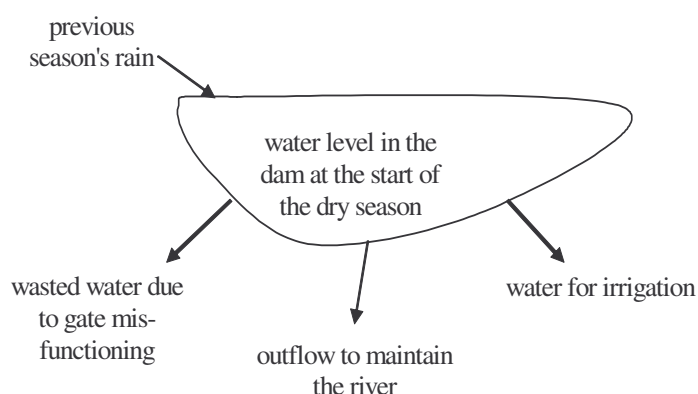 previous
season's rain
water level in the
dam at the start of
the dry season
wasted water due
to gate mis-
functioning
outflow to maintain
the river
water for irrigation